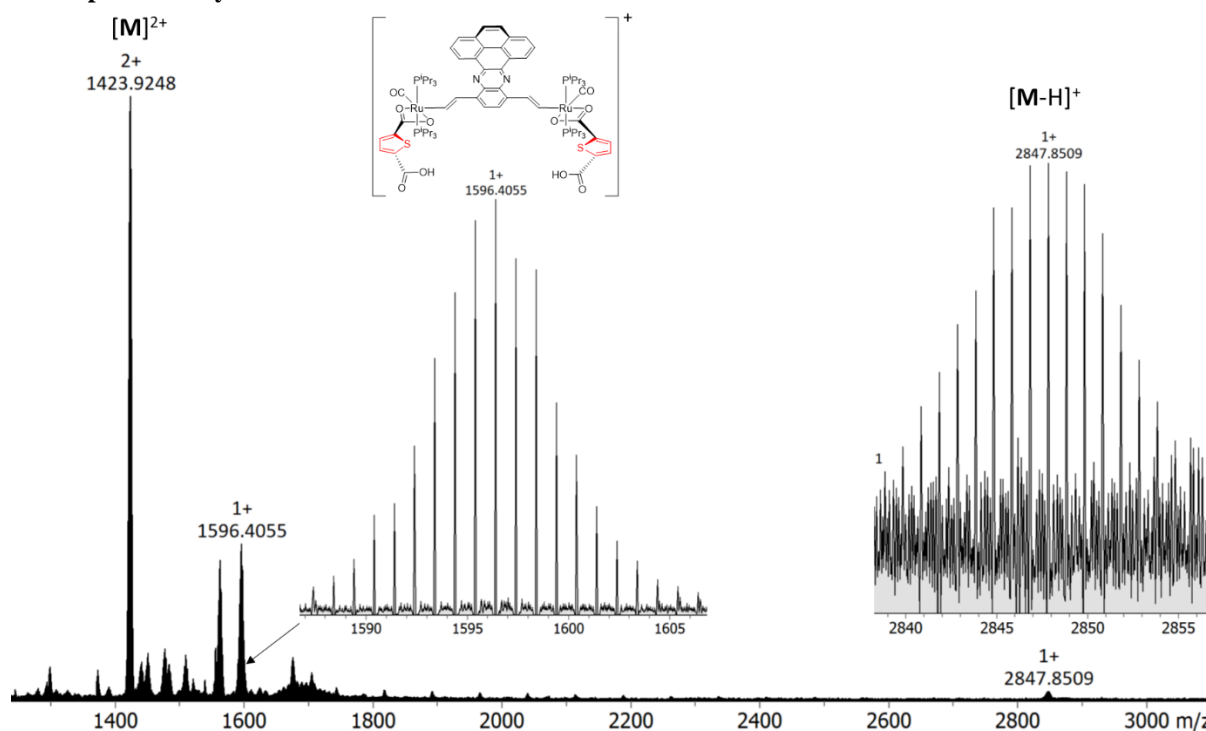 [M]²⁺
2+
1423.9248
1+
1596.4055
+
PⁱPr₃
CO
Ru
O
O
PⁱPr₃
S
OH
O
N
N
PⁱPr₃
CO
Ru
O
O
PⁱPr₃
S
HO
O
1+
1596.4055
1590 1595 1600 1605
[M-H]⁺
1+
2847.8509
1
2840 2845 2850 2855
1+
2847.8509
1400 1600 1800 2000 2200 2400 2600 2800 3000 m/z